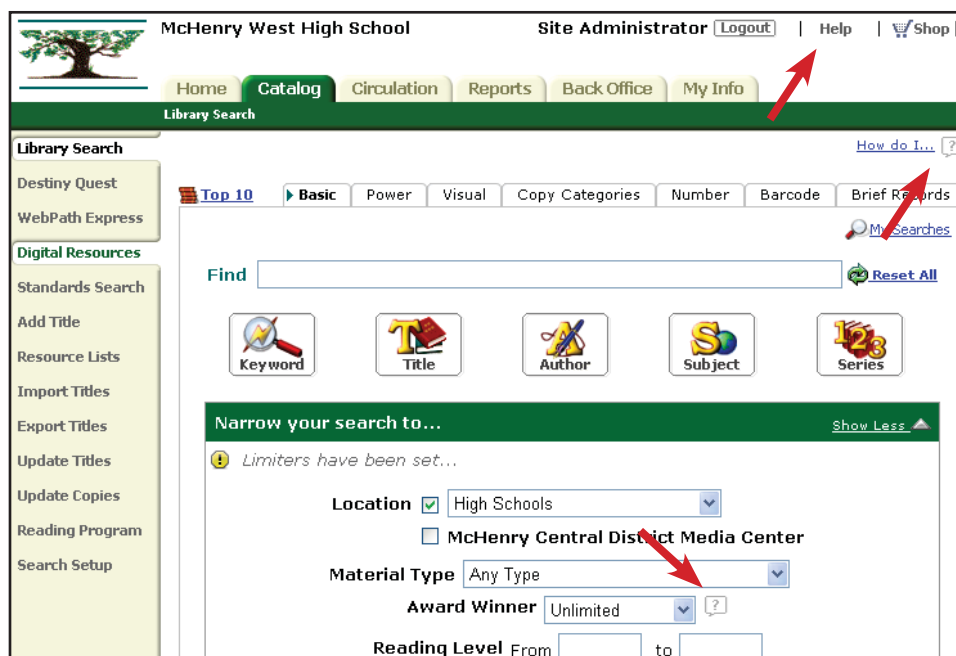 McHenry West High School Site Administrator Logout | Help | Shop
Home Catalog Circulation Reports Back Office My Info
Library Search
Library Search
Destiny Quest
WebPath Express
Digital Resources
Standards Search
Add Title
Resource Lists
Import Titles
Export Titles
Update Titles
Update Copies
Reading Program
Search Setup
How do I... ?
Top 10 Basic Power Visual Copy Categories Number Barcode Brief Records
My Searches
Find Reset All
Keyword Title Author Subject Series
Narrow your search to... Show Less
Limiters have been set...
Location High Schools
McHenry Central District Media Center
Material Type Any Type
Award Winner Unlimited ?
Reading Level From to